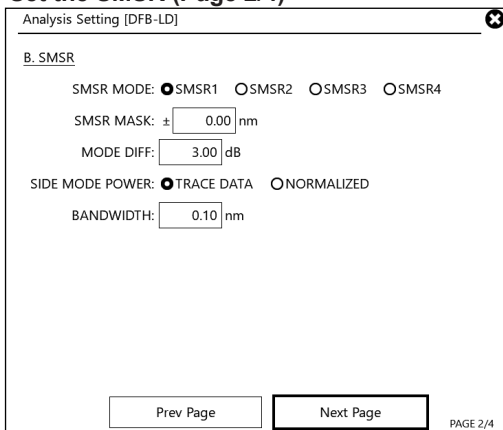 Set the SMSR (Page 2/4)
Analysis Setting [DFB-LD]
B. SMSR
SMSR MODE: SMSR1 SMSR2 SMSR3 SMSR4
SMSR MASK: ± 0.00 nm
MODE DIFF: 3.00 dB
SIDE MODE POWER: TRACE DATA NORMALIZED
BANDWIDTH: 0.10 nm
Prev Page Next Page PAGE 2/4